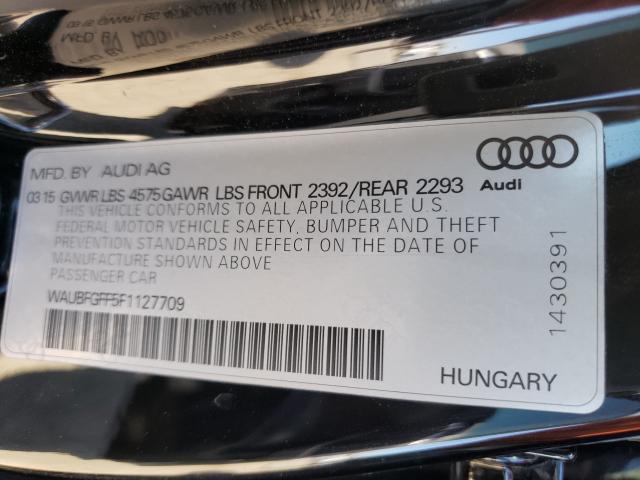 MFD. BY AUDI AG
03 15 GVWR LBS 4575 GAWR LBS FRONT 2392/REAR 2293
THIS VEHICLE CONFORMS TO ALL APPLICABLE U.S.
FEDERAL MOTOR VEHICLE SAFETY, BUMPER AND THEFT
PREVENTION STANDARDS IN EFFECT ON THE DATE OF
MANUFACTURE SHOWN ABOVE
PASSENGER CAR
WAUBFGFF5F1127709
Audi
1430391
HUNGARY